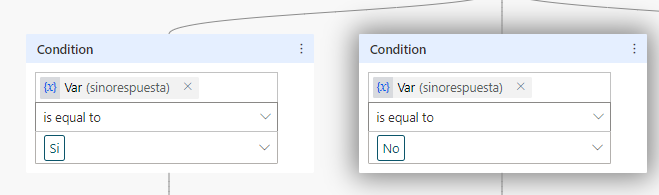 Condition
{x} Var (sinorespuesta) ×
is equal to
Si
Condition
{x} Var (sinorespuesta) ×
is equal to
No